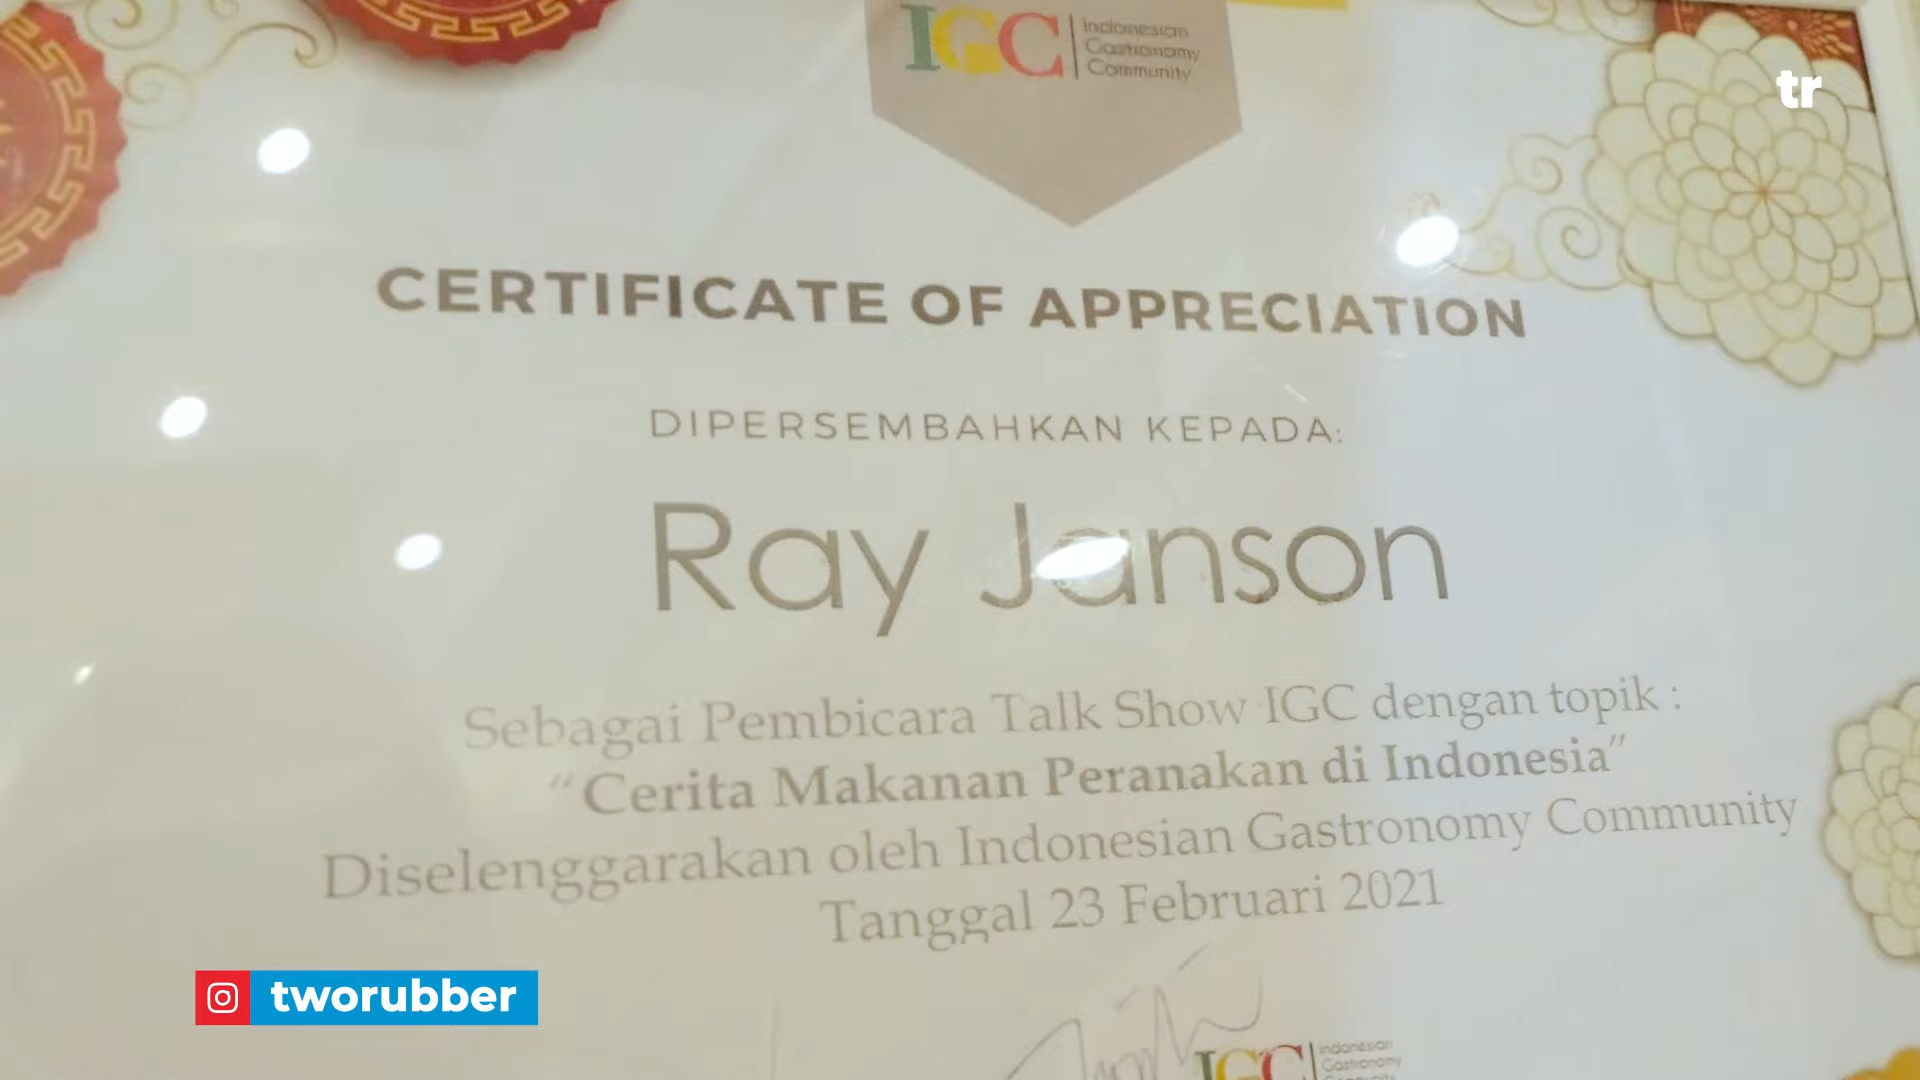 IGC
Indonesian
Gastronomy
Community
tr
CERTIFICATE OF APPRECIATION
DIPERSEMBAHKAN KEPADA:
Ray Janson
Sebagai Pembicara Talk Show IGC dengan topik :
“Cerita Makanan Peranakan di Indonesia”
Diselenggarakan oleh Indonesian Gastronomy Community
Tanggal 23 Februari 2021
tworubber
IGC
Indonesian
Gastronomy
Community